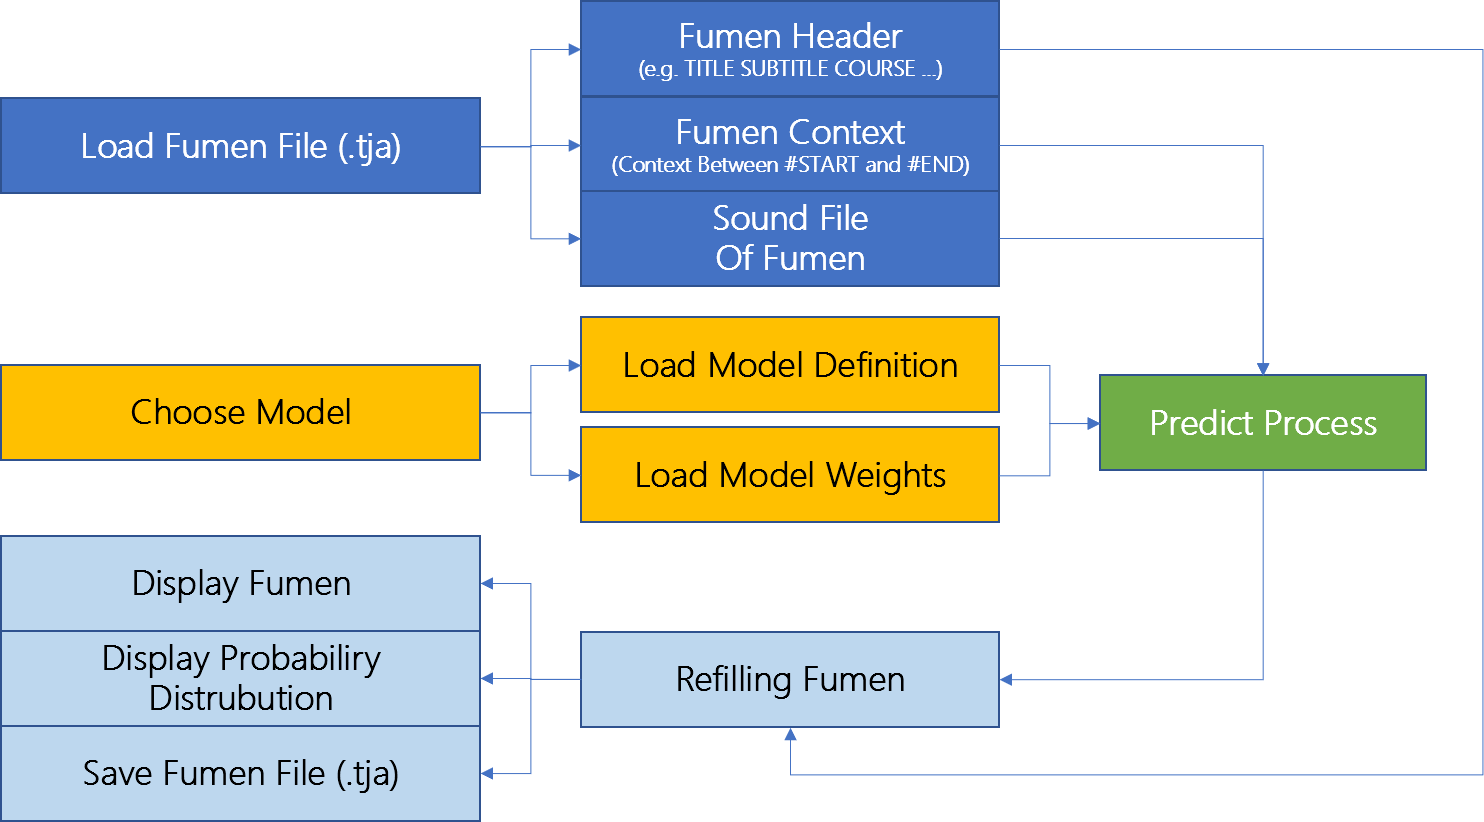 Fumen Header
(e.g. TITLE SUBTITLE COURSE ...)
Load Fumen File (.tja)
Fumen Context
(Context Between #START and #END)
Sound File
Of Fumen
Choose Model
Load Model Definition
Load Model Weights
Predict Process
Display Fumen
Display Probabiliry
Distrubution
Save Fumen File (.tja)
Refilling Fumen